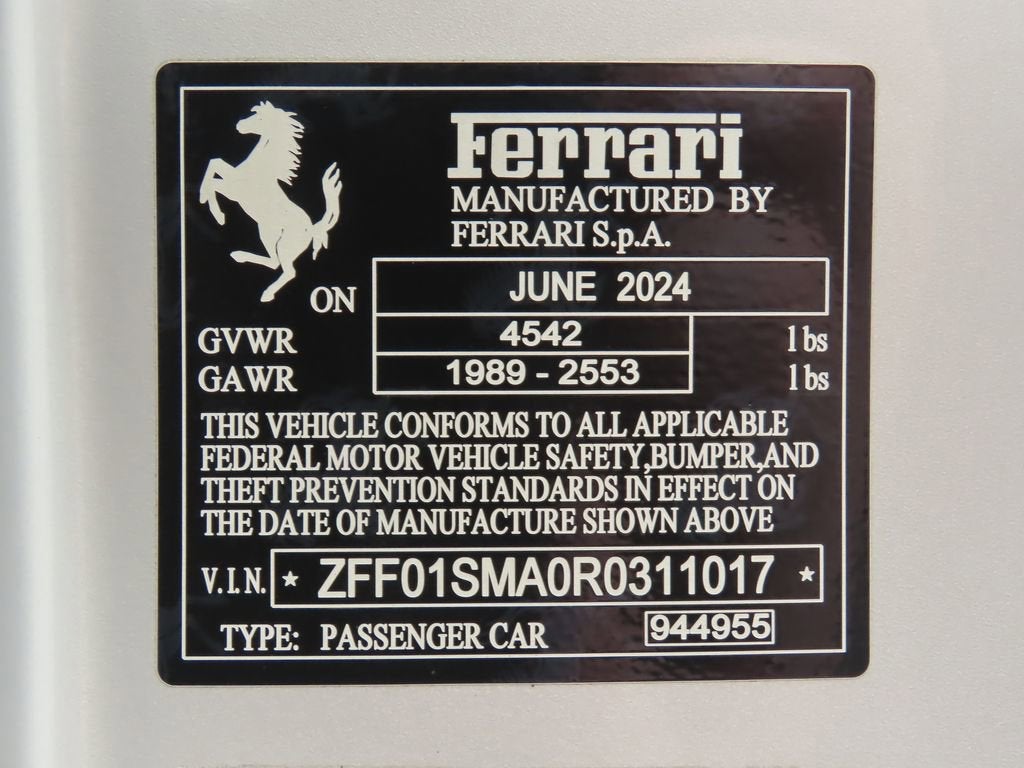 Ferrari
MANUFACTURED BY
FERRARI S.p.A.
ON JUNE 2024
GVWR 4542 lbs
GAWR 1989 - 2553 lbs
THIS VEHICLE CONFORMS TO ALL APPLICABLE
FEDERAL MOTOR VEHICLE SAFETY,BUMPER,AND
THEFT PREVENTION STANDARDS IN EFFECT ON
THE DATE OF MANUFACTURE SHOWN ABOVE
V.I.N. * ZFF01SMA0R0311017 *
TYPE: PASSENGER CAR 944955